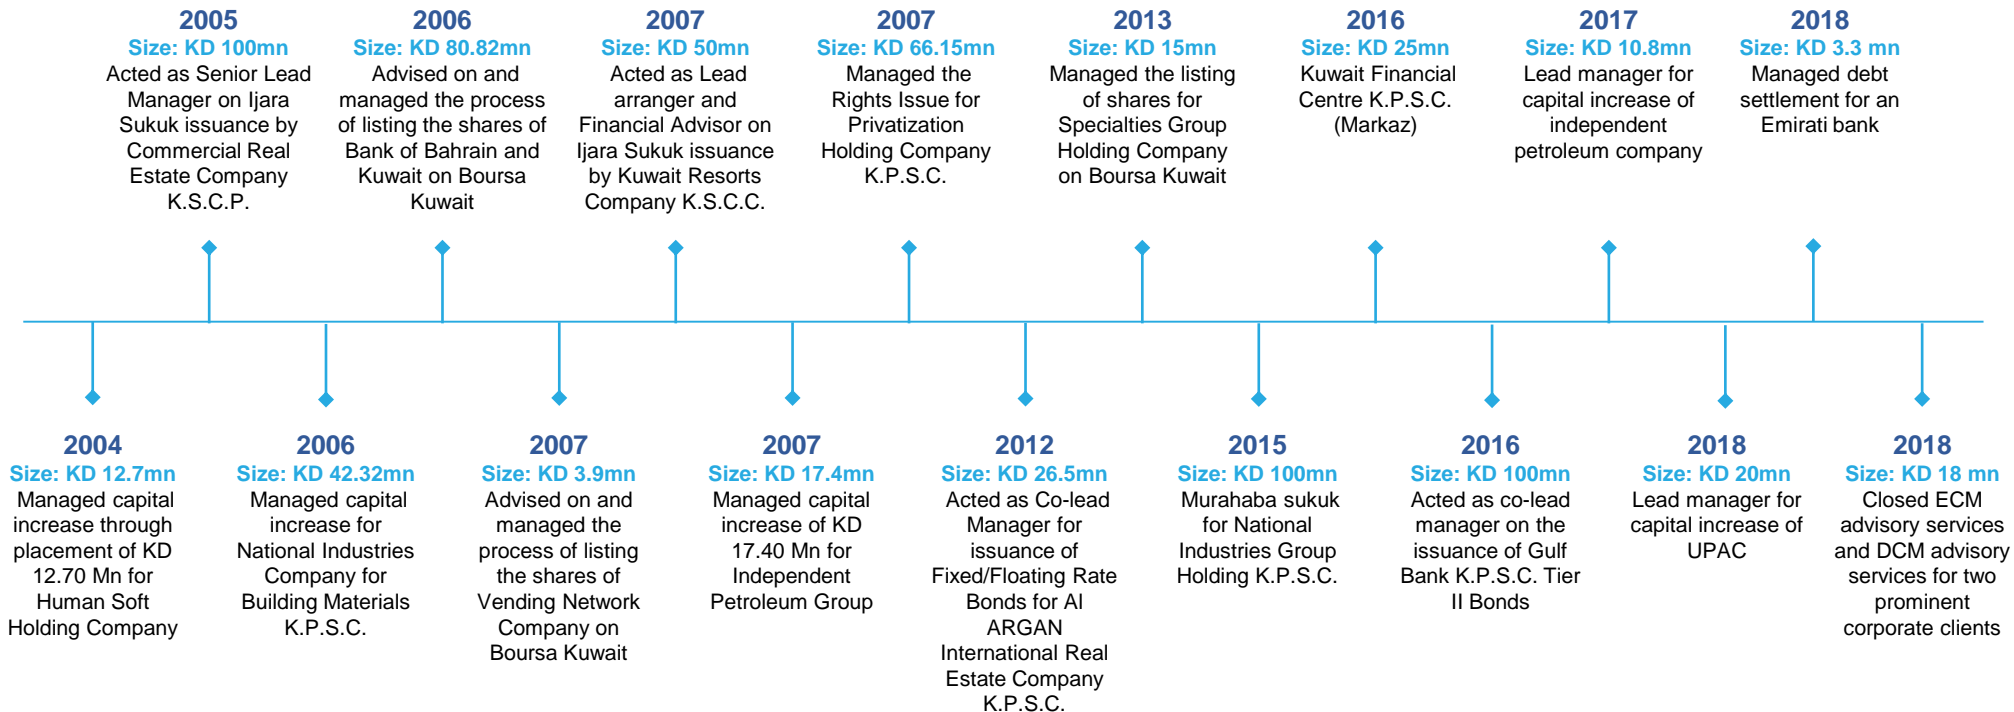 2005
Size: KD 100mn
Acted as Senior Lead
Manager on Ijara
Sukuk issuance by
Commercial Real
Estate Company
K.S.C.P.
2006
Size: KD 80.82mn
Advised on and
managed the process
of listing the shares of
Bank of Bahrain and
Kuwait on Boursa
Kuwait
2007
Size: KD 50mn
Acted as Lead
arranger and
Financial Advisor on
Ijara Sukuk issuance
by Kuwait Resorts
Company K.S.C.C.
2007
Size: KD 66.15mn
Managed the
Rights Issue for
Privatization
Holding Company
K.P.S.C.
2013
Size: KD 15mn
Managed the listing
of shares for
Specialties Group
Holding Company
on Boursa Kuwait
2016
Size: KD 25mn
Kuwait Financial
Centre K.P.S.C.
(Markaz)
2017
Size: KD 10.8mn
Lead manager for
capital increase of
independent
petroleum company
2018
Size: KD 3.3 mn
Managed debt
settlement for an
Emirati bank
2004
Size: KD 12.7mn
Managed capital
increase through
placement of KD
12.70 Mn for
Human Soft
Holding Company
2006
Size: KD 42.32mn
Managed capital
increase for
National Industries
Company for
Building Materials
K.P.S.C.
2007
Size: KD 3.9mn
Advised on and
managed the
process of listing
the shares of
Vending Network
Company on
Boursa Kuwait
2007
Size: KD 17.4mn
Managed capital
increase of KD
17.40 Mn for
Independent
Petroleum Group
2012
Size: KD 26.5mn
Acted as Co-lead
Manager for
issuance of
Fixed/Floating Rate
Bonds for AI
ARGAN
International Real
Estate Company
K.P.S.C.
2015
Size: KD 100mn
Murahaba sukuk
for National
Industries Group
Holding K.P.S.C.
2016
Size: KD 100mn
Acted as co-lead
manager on the
issuance of Gulf
Bank K.P.S.C. Tier
II Bonds
2018
Size: KD 20mn
Lead manager for
capital increase of
UPAC
2018
Size: KD 18 mn
Closed ECM
advisory services
and DCM advisory
services for two
prominent
corporate clients